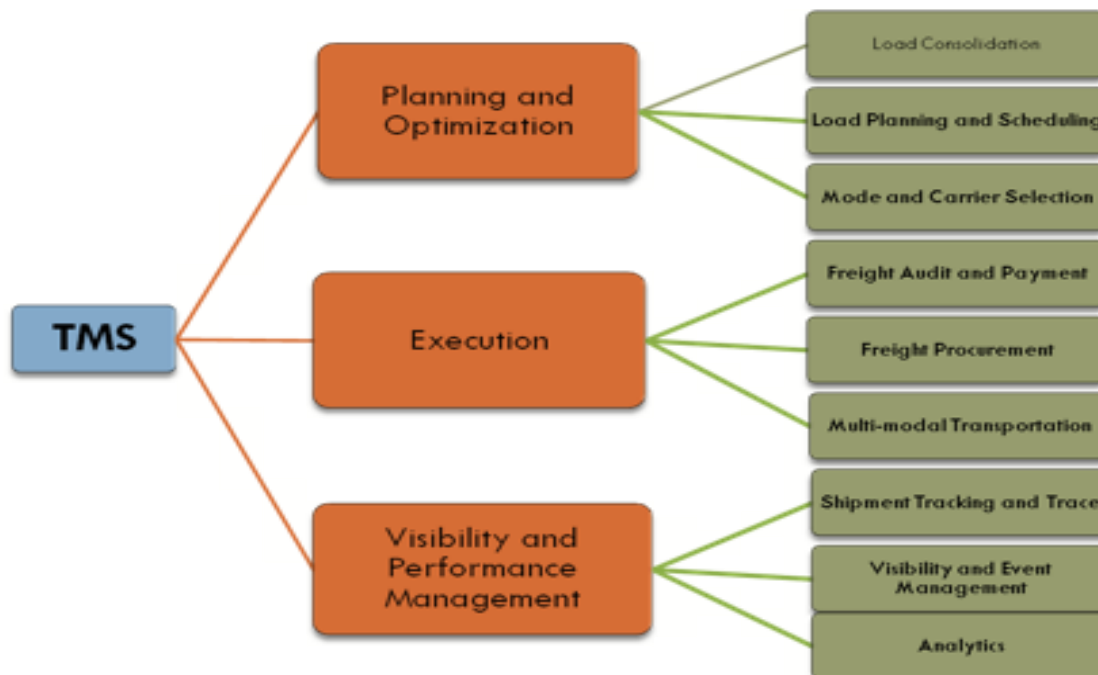 TMS
Planning and
Optimization
Load Consolidation
Load Planning and Scheduling
Mode and Carrier Selection
Execution
Freight Audit and Payment
Freight Procurement
Multi-modal Transportation
Visibility and
Performance
Management
Shipment Tracking and Trace
Visibility and Event
Management
Analytics